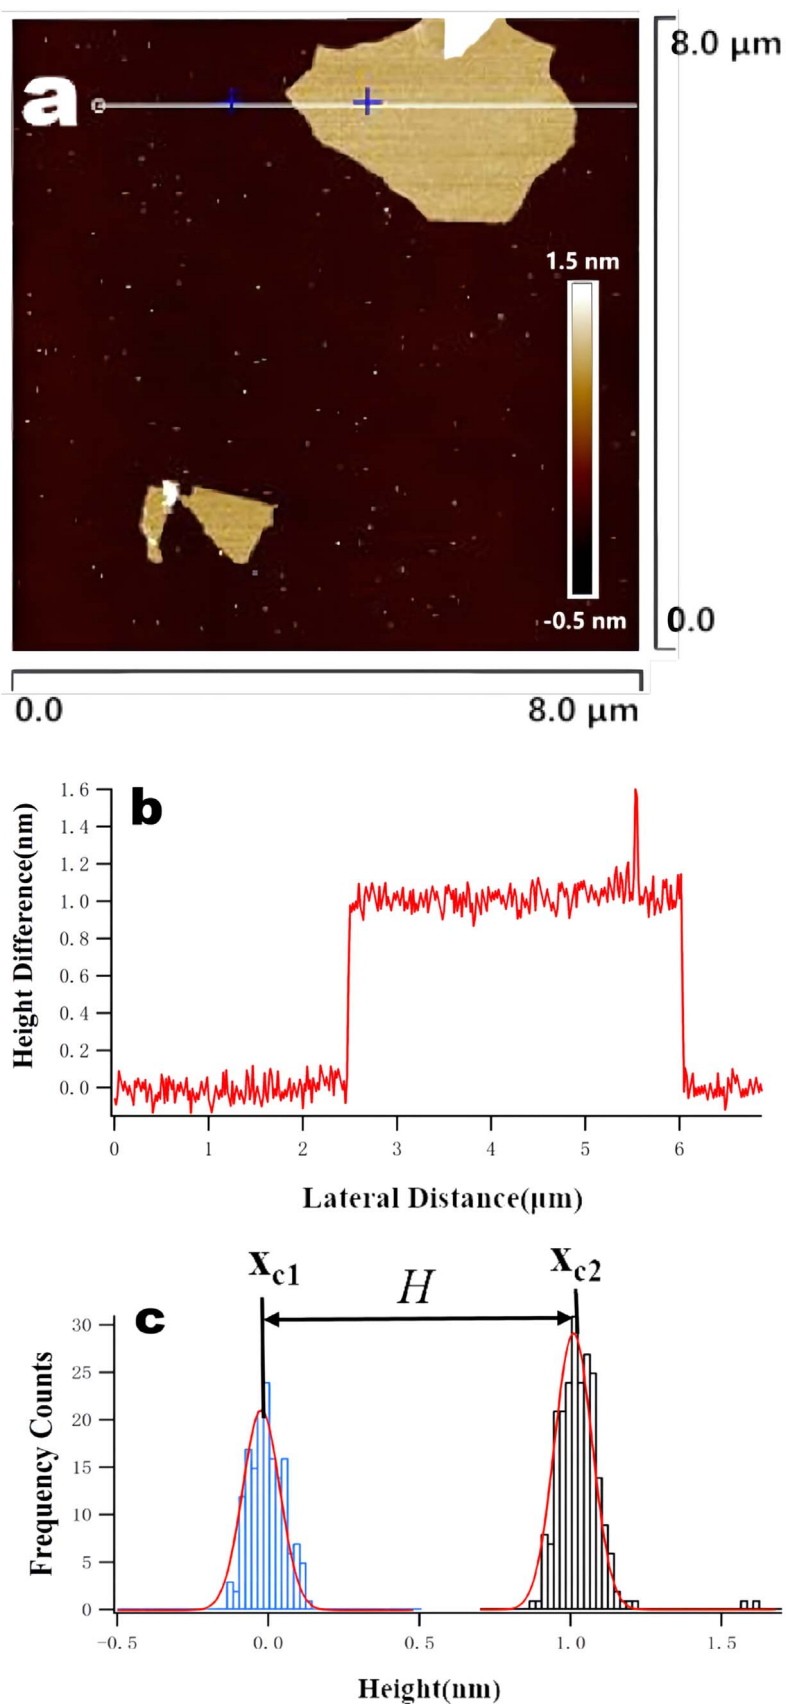 a
8.0 μm
1.5 nm
-0.5 nm
0.0
0.0
8.0 μm
b
Height Difference(nm)
1.6
1.4
1.2
1.0
0.8
0.6
0.4
0.2
0.0
0 1 2 3 4 5 6
Lateral Distance(μm)
x_c1 H x_c2
c
Frequency Counts
30
25
20
15
10
5
0
-0.5 0.0 0.5 1.0 1.5
Height(nm)